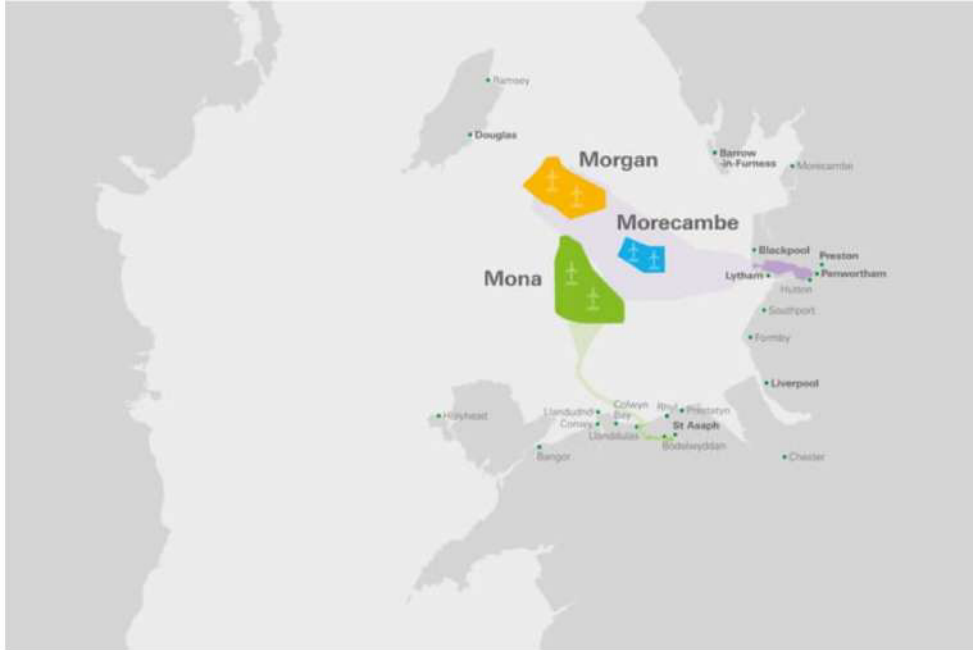 Ramsey
Douglas
Barrow
-in-Furness
Morgan
Morecambe
Morecambe
Blackpool
Preston
Mona
Lytham
Penwortham
Hutton
Southport
Formby
Liverpool
Holyhead
Llandudno
Colwyn
Bay
Rhyl
Prestatyn
Conwy
St Asaph
Llanddulas
Bodelwyddan
Bangor
Chester